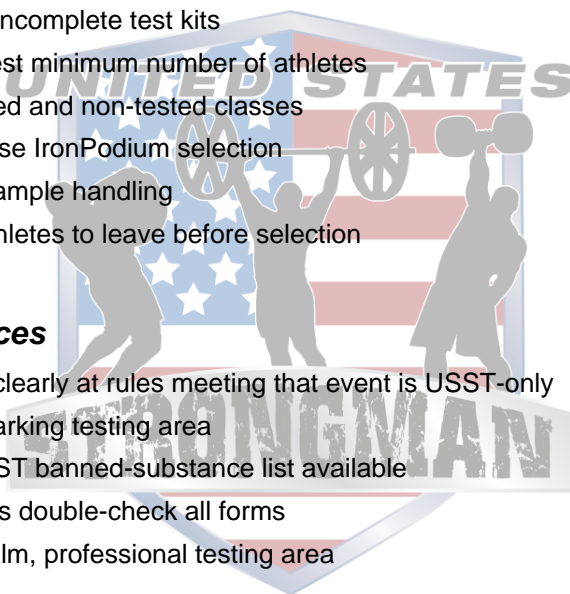 ncomplete test kits
est minimum number of athletes
ed and non-tested classes
se IronPodium selection
ample handling
hletes to leave before selection
UNITED STATES
ces
clearly at rules meeting that event is USST-only
arking testing area
ST banned-substance list available
s double-check all forms
lm, professional testing area
STRONGMAN